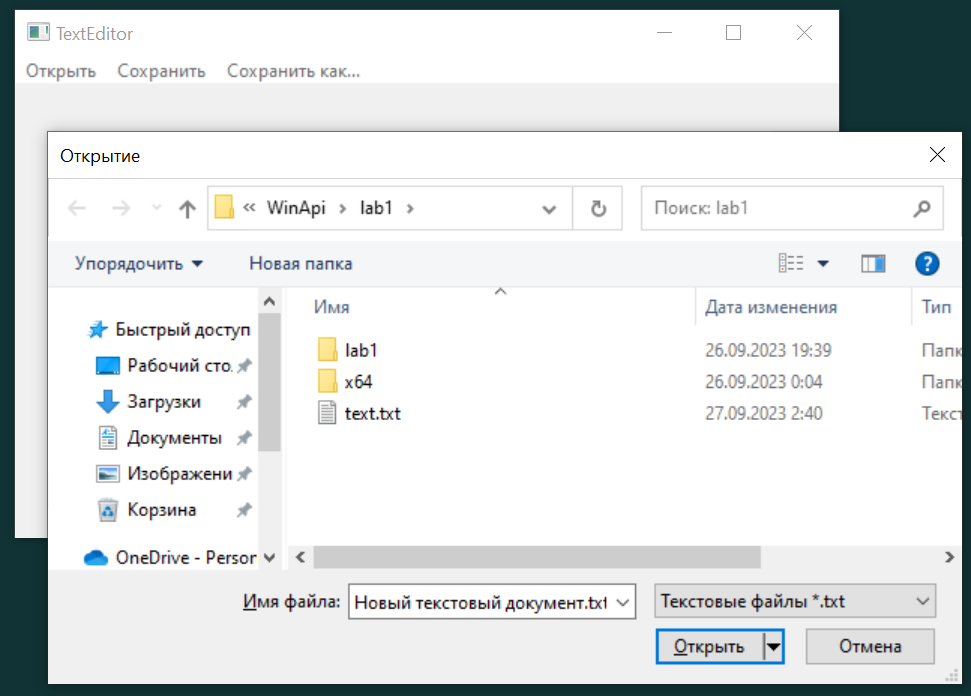 TextEditor
Открыть Сохранить Сохранить как...
Открытие
« WinApi › lab1 › Поиск: lab1
Упорядочить Новая папка ?
Имя Дата изменения Тип
Быстрый доступ
Рабочий сто.
Загрузки
Документы
Изображени
Корзина
OneDrive - Person
lab1 26.09.2023 19:39 Папк
x64 26.09.2023 0:04 Папк
text.txt 27.09.2023 2:40 Текст
Имя файла: Новый текстовый документ.txt Текстовые файлы *.txt
Открыть Отмена